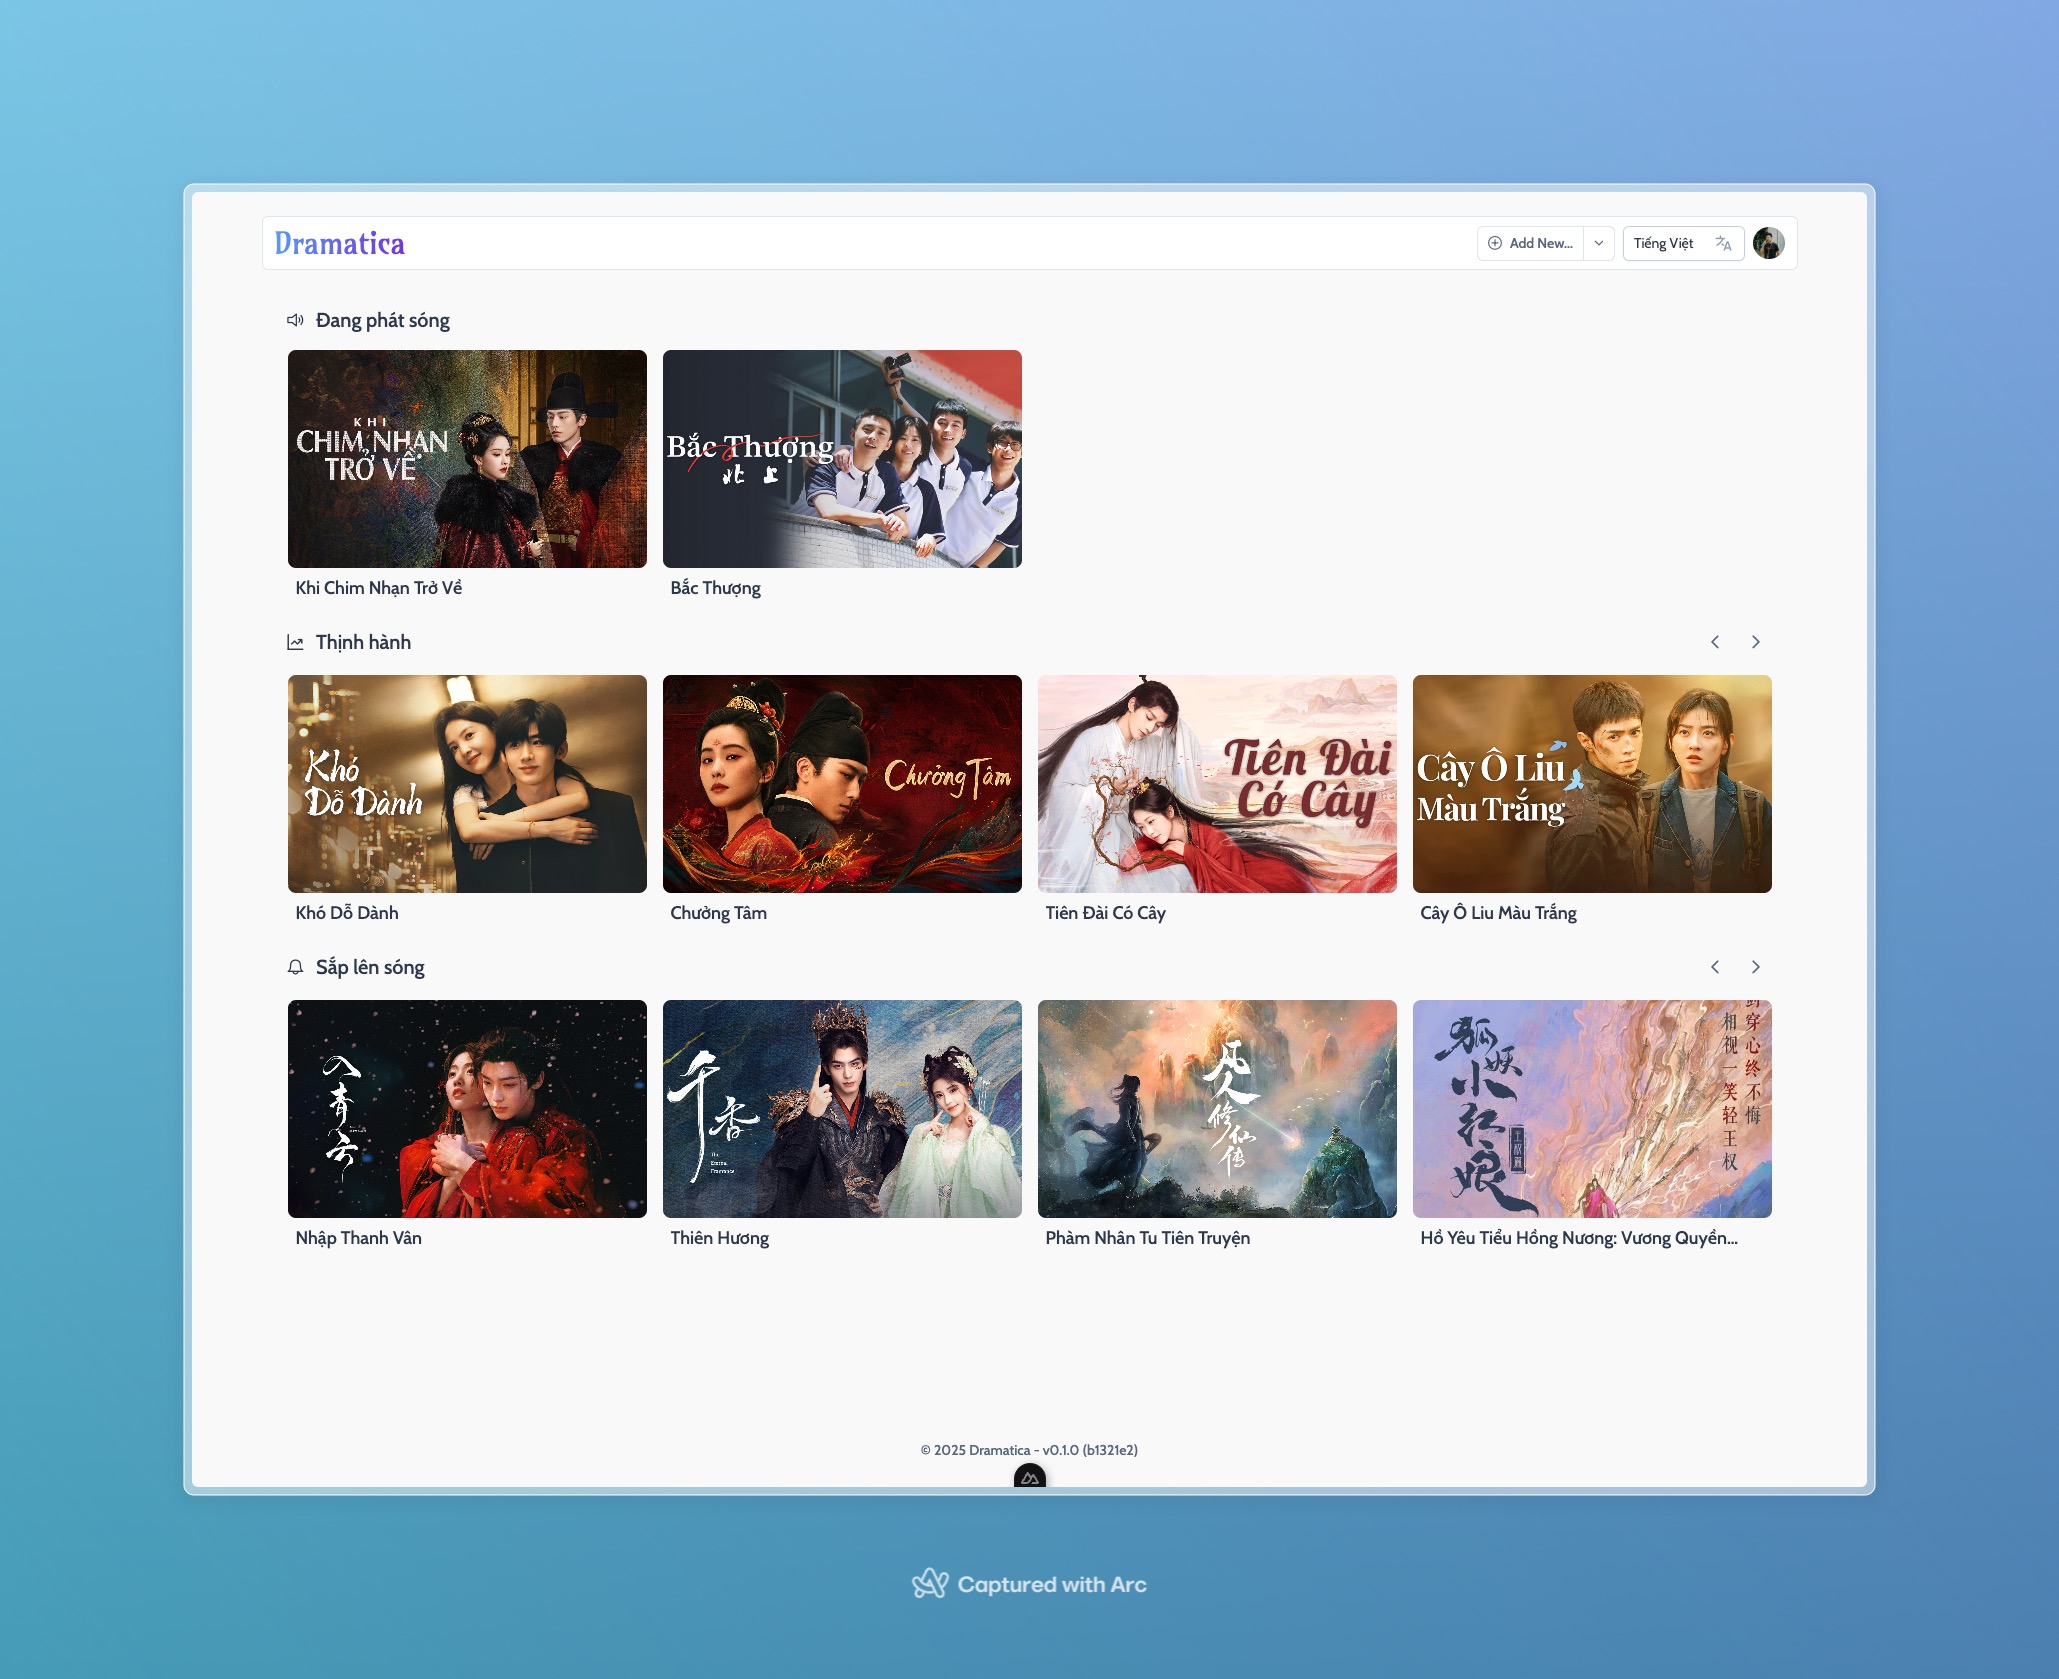 Dramatica
Add New...
Tiếng Việt
Đang phát sóng
KHI
CHIM NHẠN
TRỞ VỀ
Bắc Thượng
北上
Khi Chim Nhạn Trở Về
Bắc Thượng
Thịnh hành
Khó
Dỗ Dành
Chưởng Tâm
Tiên Đài
Có Cây
Cây Ô Liu
Màu Trắng
Khó Dỗ Dành
Chưởng Tâm
Tiên Đài Có Cây
Cây Ô Liu Màu Trắng
Sắp lên sóng
入青云
千香
The
Eternal
Fragrance
凡人修仙传
狐妖小红娘
王权篇
剑穿心终不悔
相视一笑轻王权
Nhập Thanh Vân
Thiên Hương
Phàm Nhân Tu Tiên Truyện
Hồ Yêu Tiểu Hồng Nương: Vương Quyền...
© 2025 Dramatica - v0.1.0 (b1321e2)
Captured with Arc